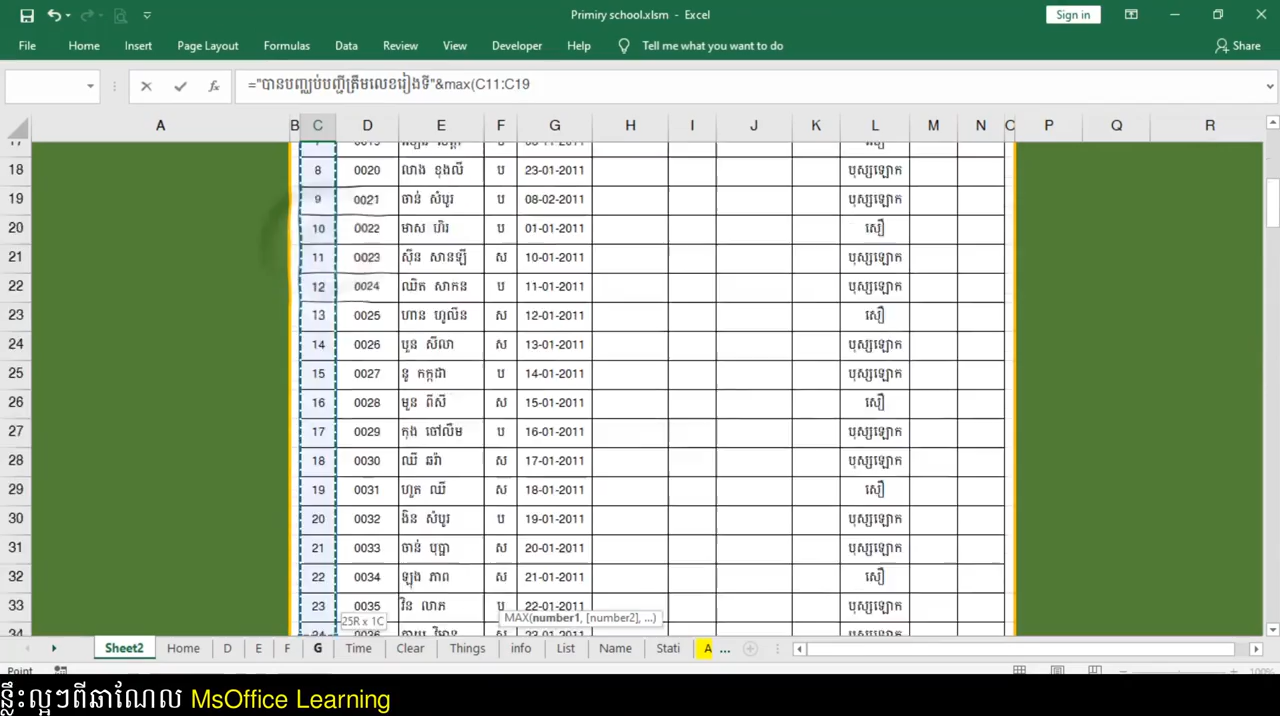 Primiry school.xlsm - Excel
Sign in
File Home Insert Page Layout Formulas Data Review View Developer Help Tell me what you want to do Share
="បានបញ្ឈប់បញ្ជីត្រឹមលេខរៀងទី"&max(C11:C19
A B C D E F G H I J K L M N O P Q R
18 8 0020 លាង ខុងលី ប 23-01-2011 បុស្សឡោក
19 9 0021 ចាន់ សំបូរ ប 08-02-2011 បុស្សឡោក
20 10 0022 មាស ហ៊ិរ ប 01-01-2011 សឿ
21 11 0023 ស៊ីន សានឡី ស 10-01-2011 បុស្សឡោក
22 12 0024 ឈិត សាកន ប 11-01-2011 បុស្សឡោក
23 13 0025 ហាន ហូលីន ស 12-01-2011 សឿ
24 14 0026 ប៊ួន សីលា ស 13-01-2011 បុស្សឡោក
25 15 0027 នូ កក្កដា ប 14-01-2011 បុស្សឡោក
26 16 0028 មួន ពីសី ស 15-01-2011 សឿ
27 17 0029 កុង ចៅលឹម ប 16-01-2011 បុស្សឡោក
28 18 0030 ឈី ឆរ៉ា ស 17-01-2011 បុស្សឡោក
29 19 0031 ហួត ឈី ស 18-01-2011 សឿ
30 20 0032 ងិន សំបូរ ប 19-01-2011 បុស្សឡោក
31 21 0033 ចាន់ បុប្ផា ស 20-01-2011 បុស្សឡោក
32 22 0034 ឡុង ភាព ស 21-01-2011 សឿ
33 23 0035 វ៉ន លាភ ប 22-01-2011 បុស្សឡោក
25R x 1C
MAX(number1, [number2], ...)
Sheet2 Home D E F G Time Clear Things info List Name Stati A ...
Point 100%
ន្លឹះល្អៗពីឆាណែល MsOffice Learning